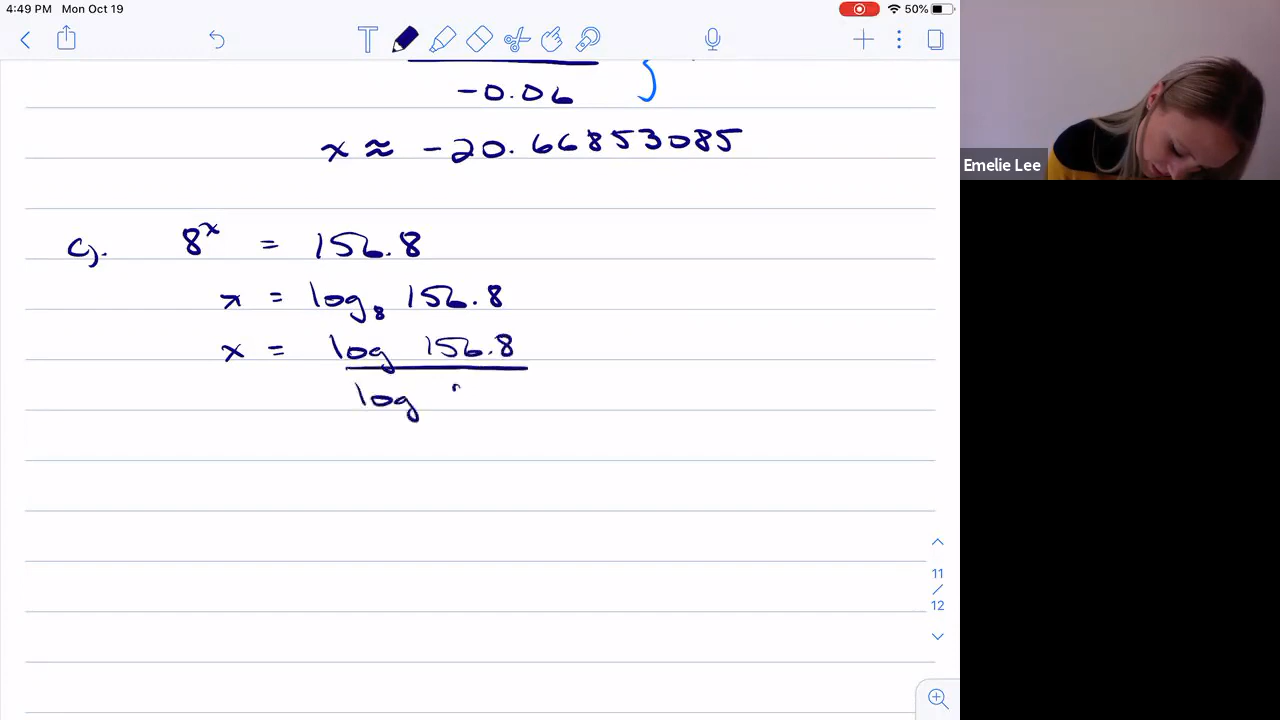 4:49 PM Mon Oct 19
50%
-0.06
x ≈ -20.66853085
Emelie Lee
c). 8^x = 156.8
x = log_8 156.8
x = log 156.8
log
11
/
12